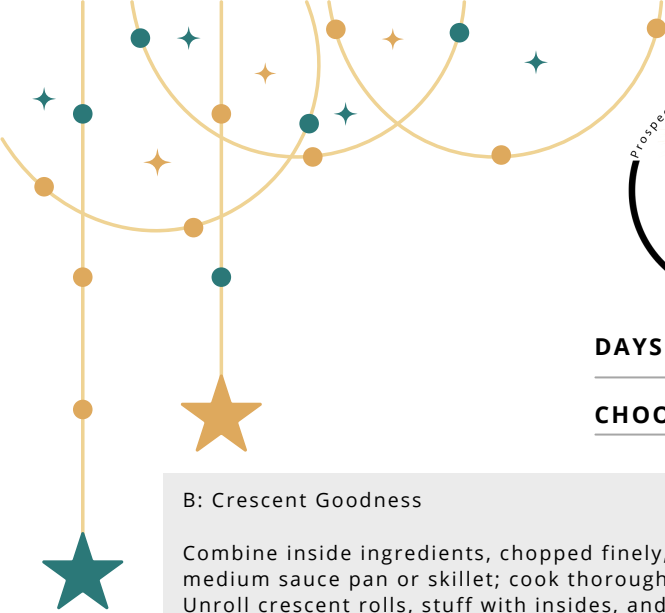 DAYS
B: Crescent Goodness
Combine inside ingredients, chopped finely,
medium sauce pan or skillet; cook thorough
Unroll crescent rolls, stuff with insides, and